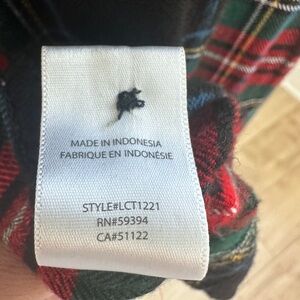 MADE IN INDONESIA
FABRIQUE EN INDONÉSIE
STYLE#LCT1221
RN#59394
CA#51122